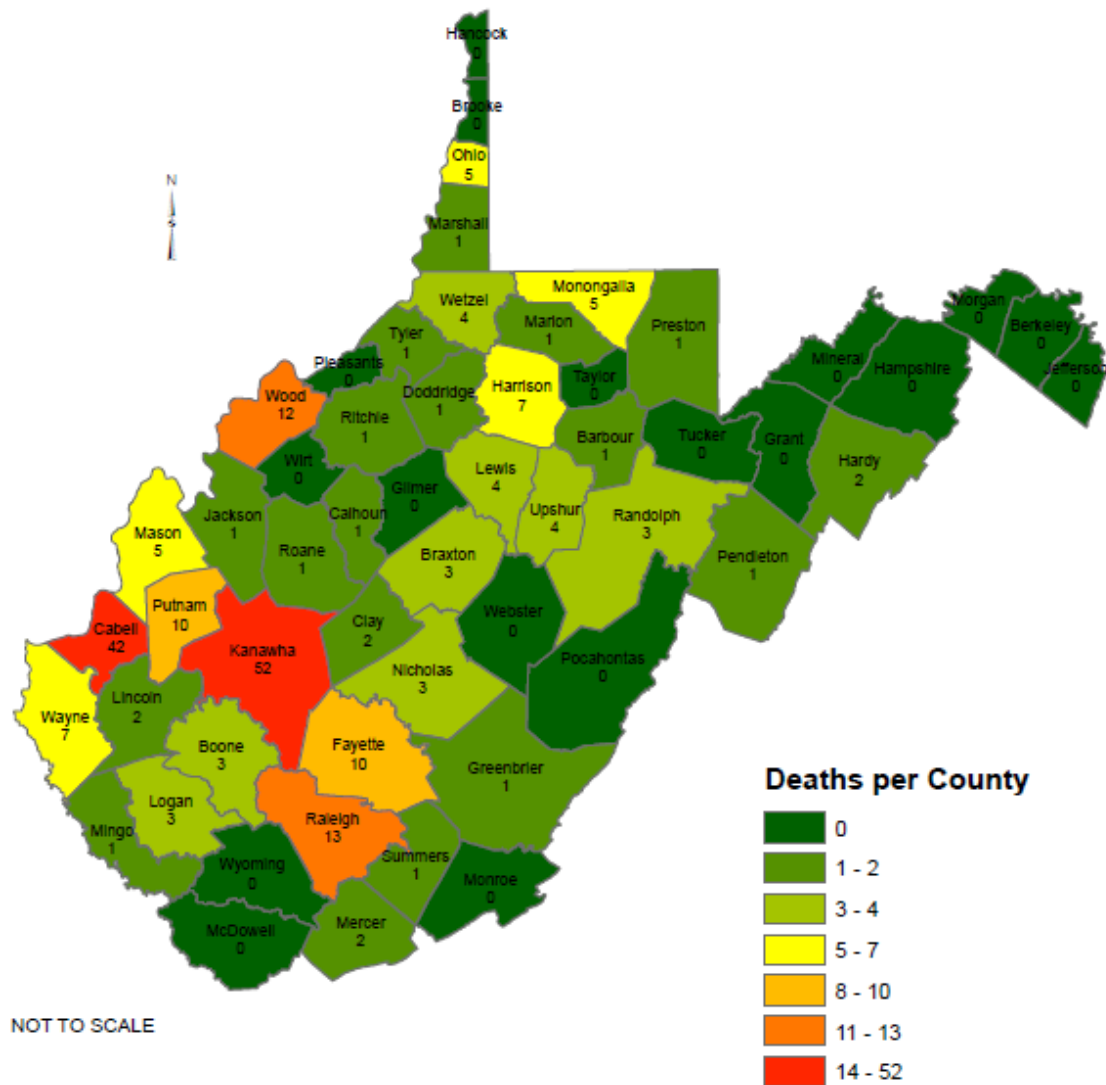 Hancock
0
Brooke
0
Ohio
5
N
Marshall
1
Wetzel
4
Monongalia
5
Marion
1
Preston
1
Tyler
1
Pleasants
0
Morgan
0
Berkeley
0
Jefferson
0
Mineral
0
Hampshire
0
Wood
12
Doddridge
1
Harrison
7
Taylor
0
Ritchie
1
Barbour
1
Tucker
0
Grant
0
Hardy
2
Wirt
0
Lewis
4
Gilmer
0
Upshur
4
Randolph
3
Jackson
1
Calhoun
1
Mason
5
Roane
1
Braxton
3
Pendleton
1
Putnam
10
Webster
0
Cabell
42
Clay
2
Kanawha
52
Nicholas
3
Pocahontas
0
Lincoln
2
Wayne
7
Boone
3
Fayette
10
Greenbrier
1
Logan
3
Mingo
1
Raleigh
13
Summers
1
Wyoming
0
Monroe
0
Mercer
2
McDowell
0
Deaths per County
0
1 - 2
3 - 4
5 - 7
8 - 10
11 - 13
14 - 52
NOT TO SCALE